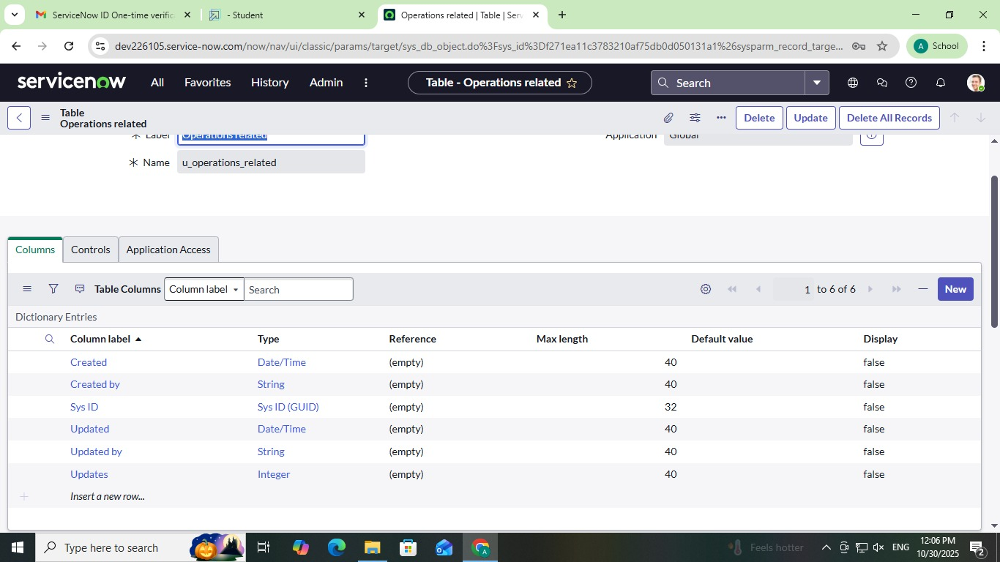 ServiceNow ID One-time verific
- Student
Operations related | Table | Serv
dev226105.service-now.com/now/nav/ui/classic/params/target/sys_db_object.do%3Fsys_id%3Df271ea11c3783210af75db0d050131a1%26sysparm_record_targe...
A School
servicenow All Favorites History Admin Table - Operations related Search
Table
Operations related
Delete Update Delete All Records
Label Operations related Application Global
Name u_operations_related
Columns Controls Application Access
Table Columns Column label Search 1 to 6 of 6 New
Dictionary Entries
Column label Type Reference Max length Default value Display
Created Date/Time (empty) 40 false
Created by String (empty) 40 false
Sys ID Sys ID (GUID) (empty) 32 false
Updated Date/Time (empty) 40 false
Updated by String (empty) 40 false
Updates Integer (empty) 40 false
Insert a new row...
Type here to search Feels hotter ENG 12:06 PM
10/30/2025
2